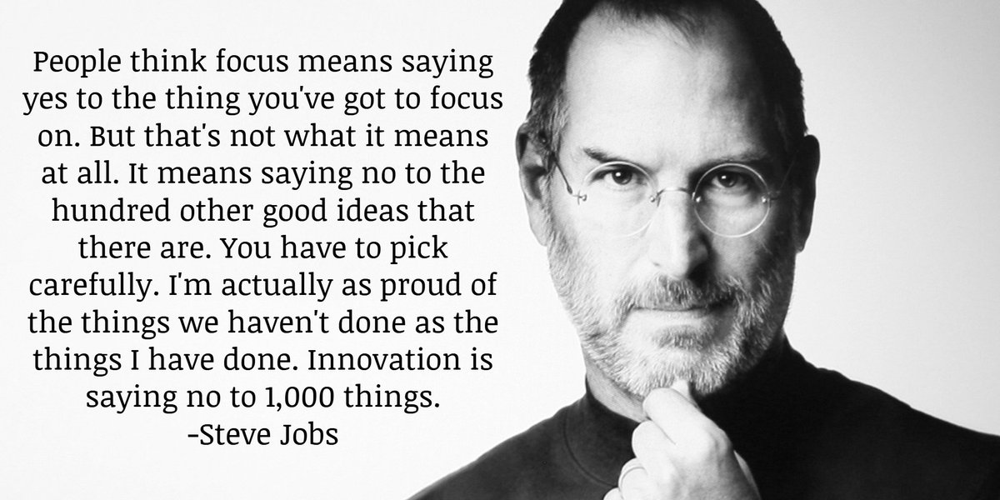 People think focus means saying
yes to the thing you've got to focus
on. But that's not what it means
at all. It means saying no to the
hundred other good ideas that
there are. You have to pick
carefully. I'm actually as proud of
the things we haven't done as the
things I have done. Innovation is
saying no to 1,000 things.
-Steve Jobs